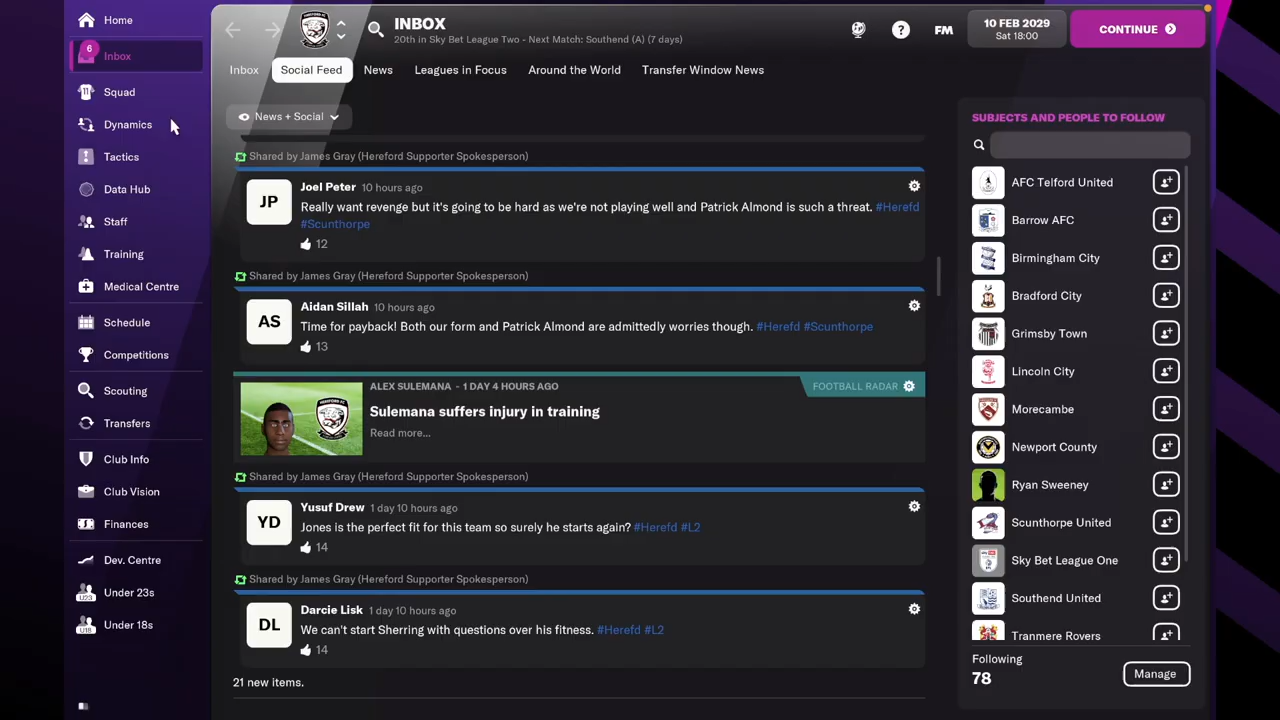 Home
6
Inbox
Squad
Dynamics
Tactics
Data Hub
Staff
Training
Medical Centre
Schedule
Competitions
Scouting
Transfers
Club Info
Club Vision
Finances
Dev. Centre
U23
Under 23s
U18
Under 18s
INBOX
20th in Sky Bet League Two - Next Match: Southend (A) (7 days)
?
FM
10 FEB 2029
Sat 18:00
CONTINUE
Inbox
Social Feed
News
Leagues in Focus
Around the World
Transfer Window News
News + Social
Shared by James Gray (Hereford Supporter Spokesperson)
JP
Joel Peter 10 hours ago
Really want revenge but it's going to be hard as we're not playing well and Patrick Almond is such a threat. #Herefd
#Scunthorpe
12
Shared by James Gray (Hereford Supporter Spokesperson)
AS
Aidan Sillah 10 hours ago
Time for payback! Both our form and Patrick Almond are admittedly worries though. #Herefd #Scunthorpe
13
ALEX SULEMANA - 1 DAY 4 HOURS AGO
FOOTBALL RADAR
Sulemana suffers injury in training
Read more...
Shared by James Gray (Hereford Supporter Spokesperson)
YD
Yusuf Drew 1 day 10 hours ago
Jones is the perfect fit for this team so surely he starts again? #Herefd #L2
14
Shared by James Gray (Hereford Supporter Spokesperson)
DL
Darcie Lisk 1 day 10 hours ago
We can't start Sherring with questions over his fitness. #Herefd #L2
14
21 new items.
SUBJECTS AND PEOPLE TO FOLLOW
AFC Telford United
Barrow AFC
Birmingham City
Bradford City
Grimsby Town
Lincoln City
Morecambe
Newport County
Ryan Sweeney
Scunthorpe United
Sky Bet League One
Southend United
Tranmere Rovers
Following
78
Manage